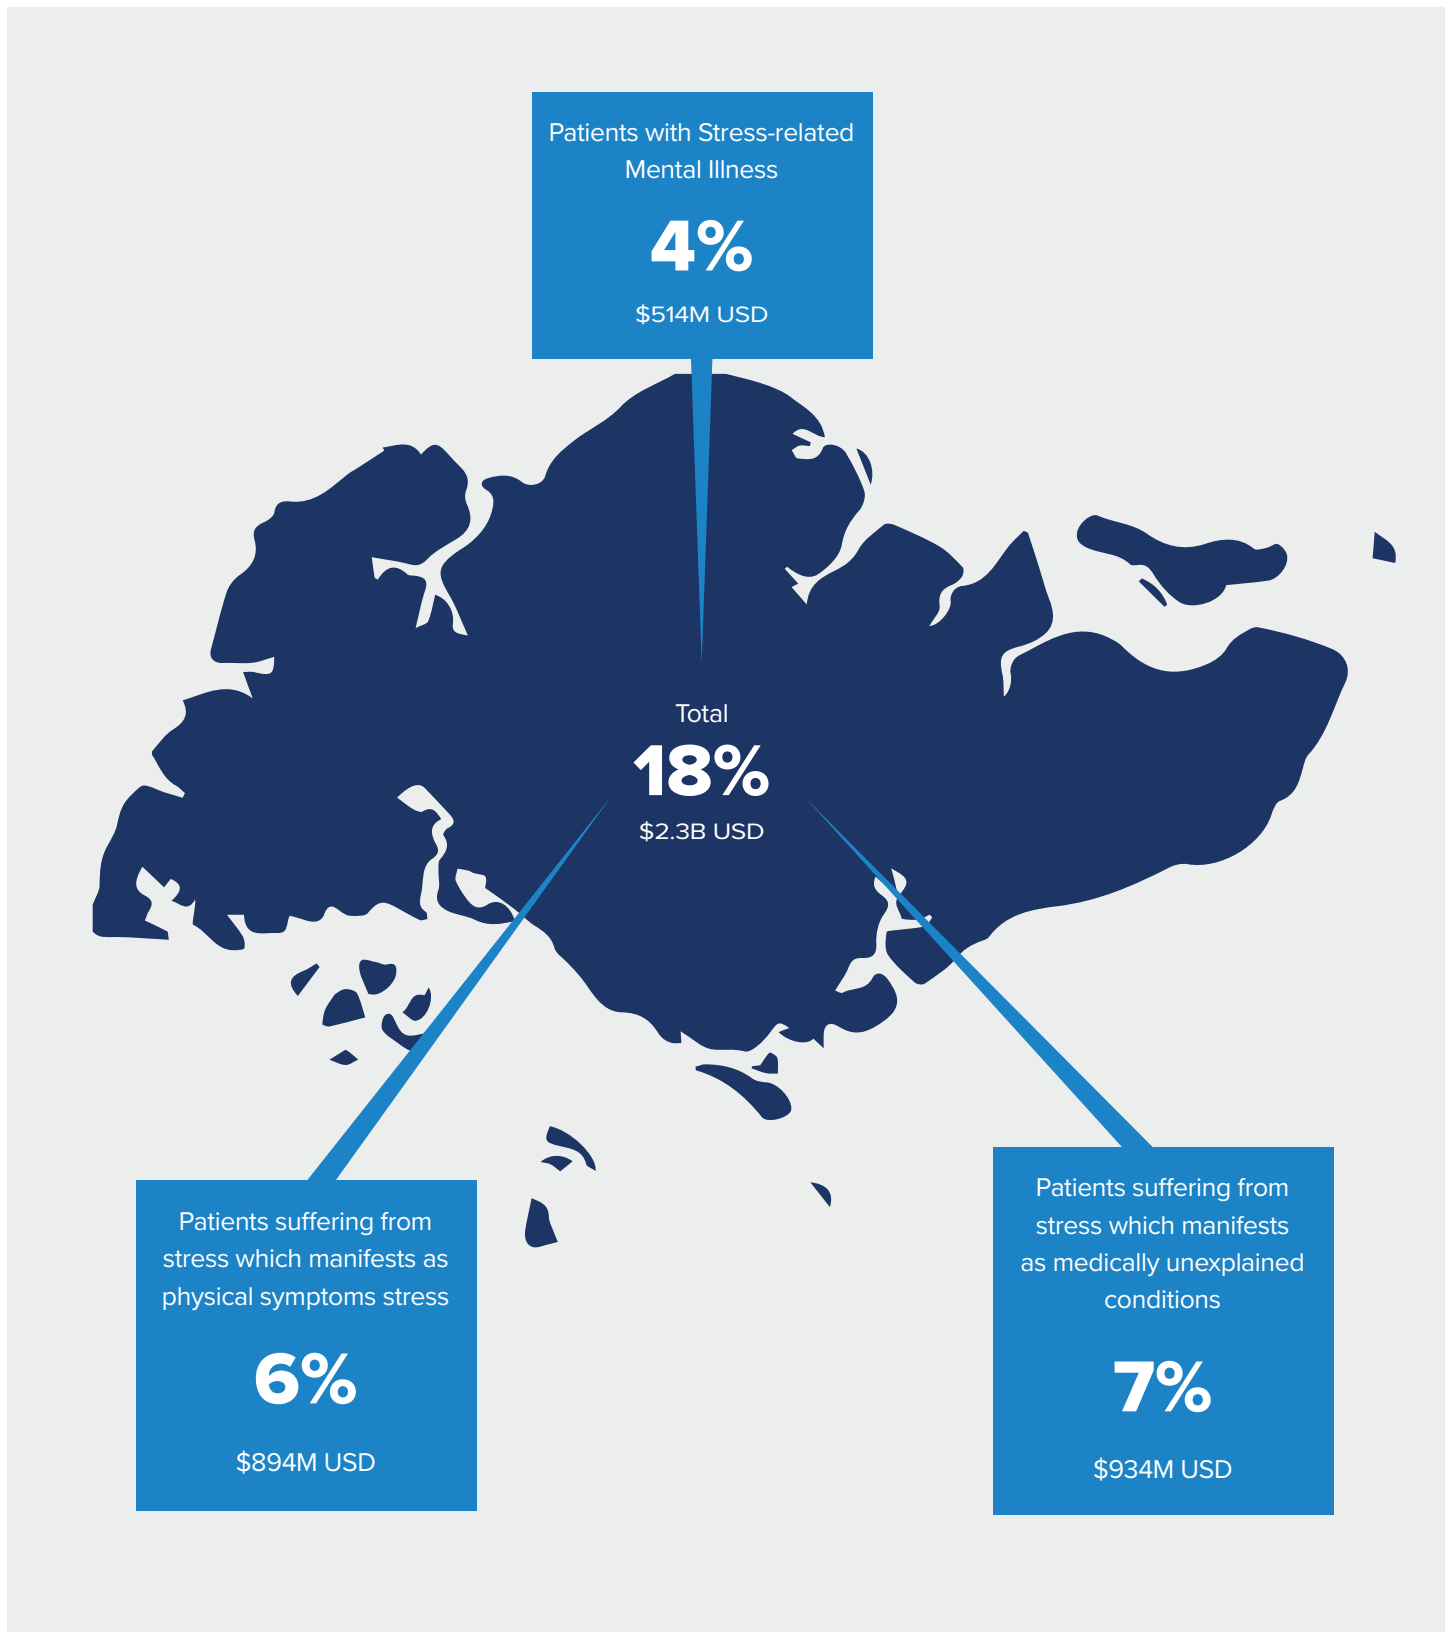 Patients with Stress-related
Mental Illness
4%
$514M USD
Total
18%
$2.3B USD
Patients suffering from
stress which manifests as
physical symptoms stress
6%
$894M USD
Patients suffering from
stress which manifests
as medically unexplained
conditions
7%
$934M USD